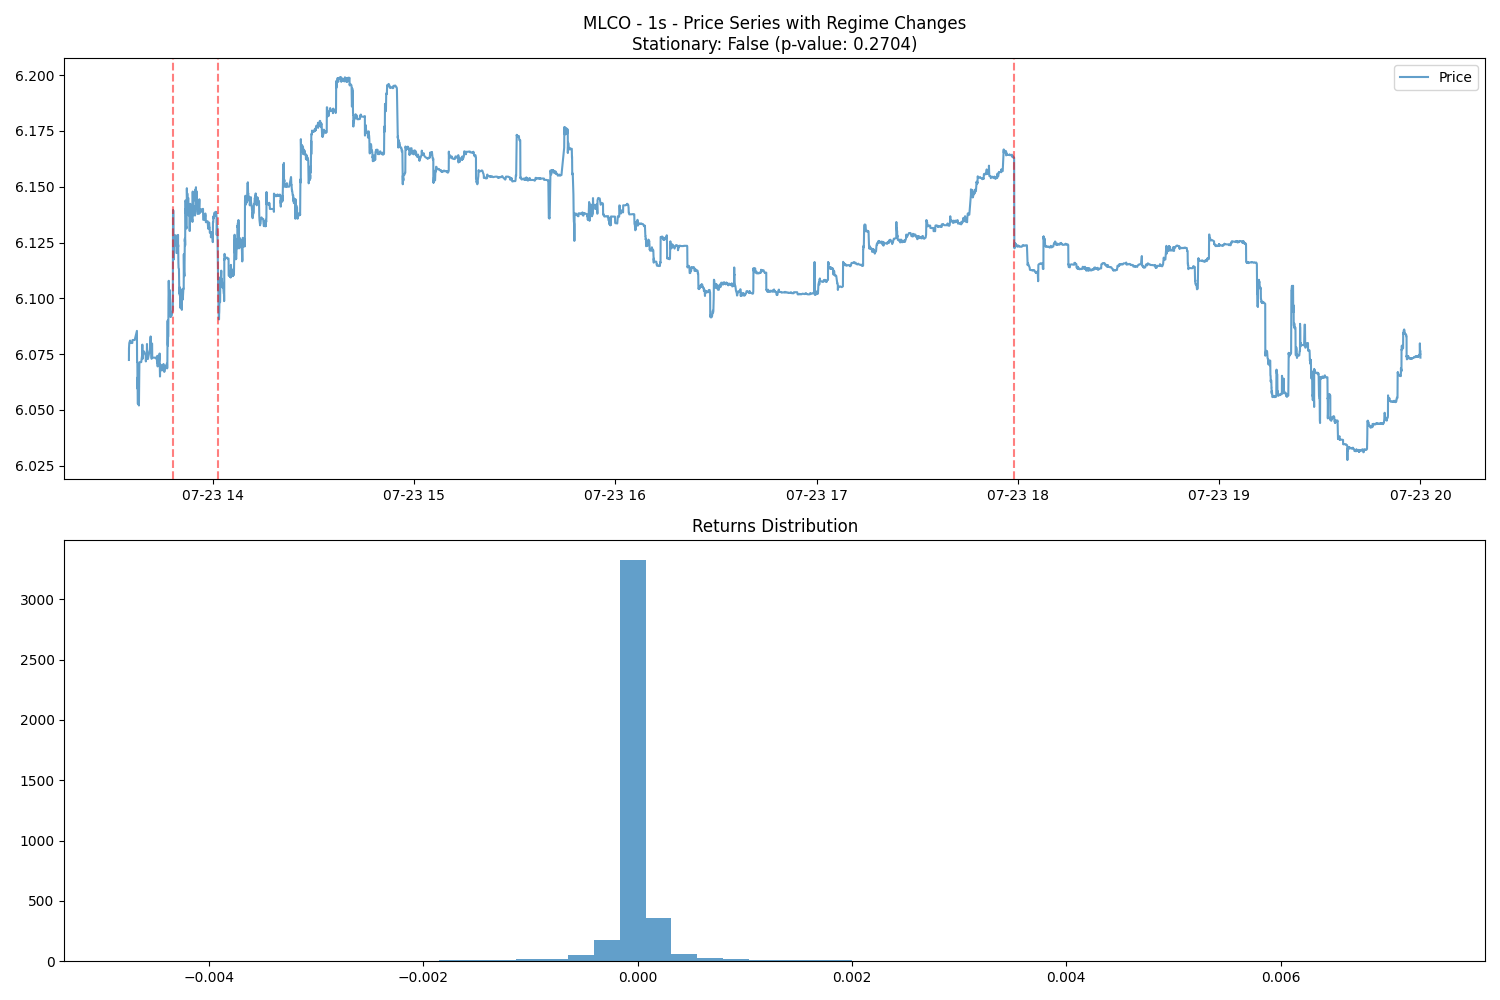 MLCO - 1s - Price Series with Regime Changes
Stationary: False (p-value: 0.2704)
Price
6.200
6.175
6.150
6.125
6.100
6.075
6.050
6.025
07-23 14 07-23 15 07-23 16 07-23 17 07-23 18 07-23 19 07-23 20
Returns Distribution
3000
2500
2000
1500
1000
500
0
−0.004 −0.002 0.000 0.002 0.004 0.006